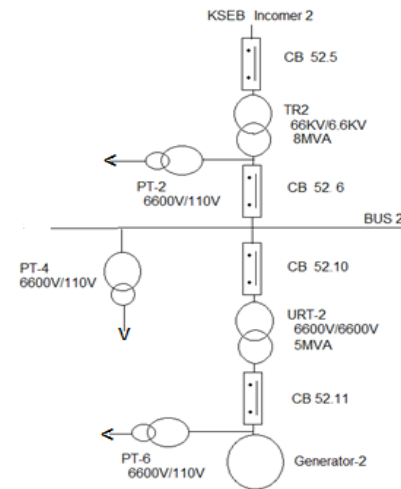 KSEB Incomer 2
CB 52.5
TR2
66KV/6.6KV
8MVA
PT-2
6600V/110V
CB 52. 6
BUS 2
PT-4
6600V/110V
V
CB 52.10
URT-2
6600V/6600V
5MVA
CB 52.11
PT-6
6600V/110V
Generator-2